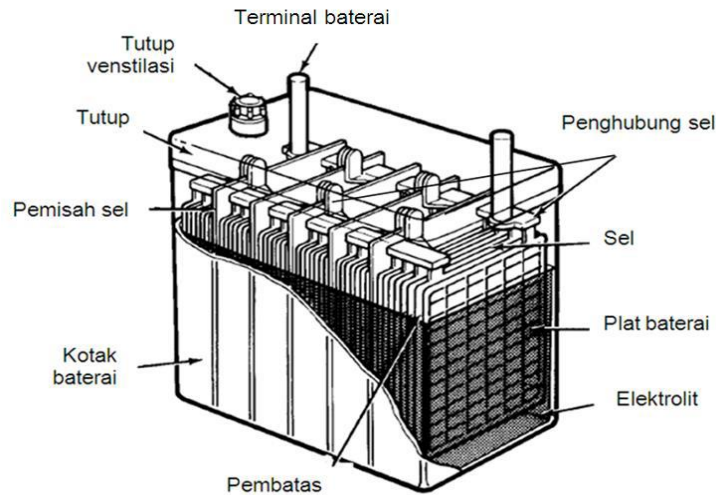 Terminal baterai
Tutup
venstilasi
Tutup
Penghubung sel
Pemisah sel
Sel
Plat baterai
Kotak
baterai
Elektrolit
Pembatas